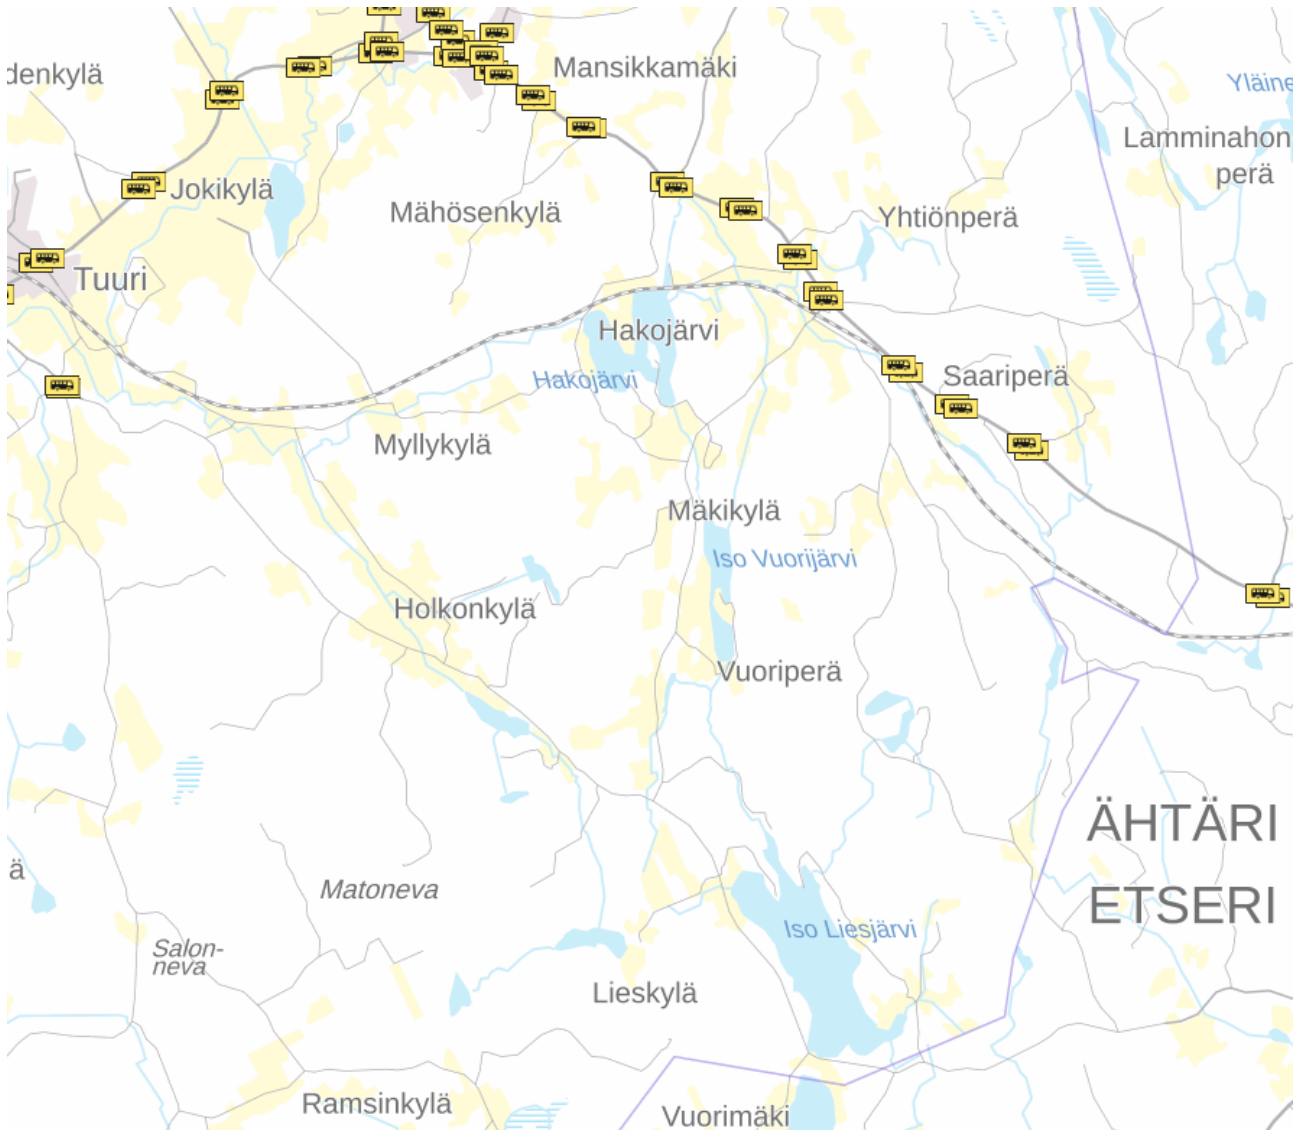 Mansikkamäki
denkylä
Yläine
Lamminahon
perä
Jokikylä
Mähösenkylä
Yhtiönperä
Tuuri
Hakojärvi
Hakojärvi
Saariperä
Myllykylä
Mäkikylä
Iso Vuorijärvi
Holkonkylä
Vuoriperä
ÄHTÄRI
ETSERI
ä
Matoneva
Iso Liesjärvi
Salon-
neva
Lieskylä
Ramsinkylä
Vuorimäki